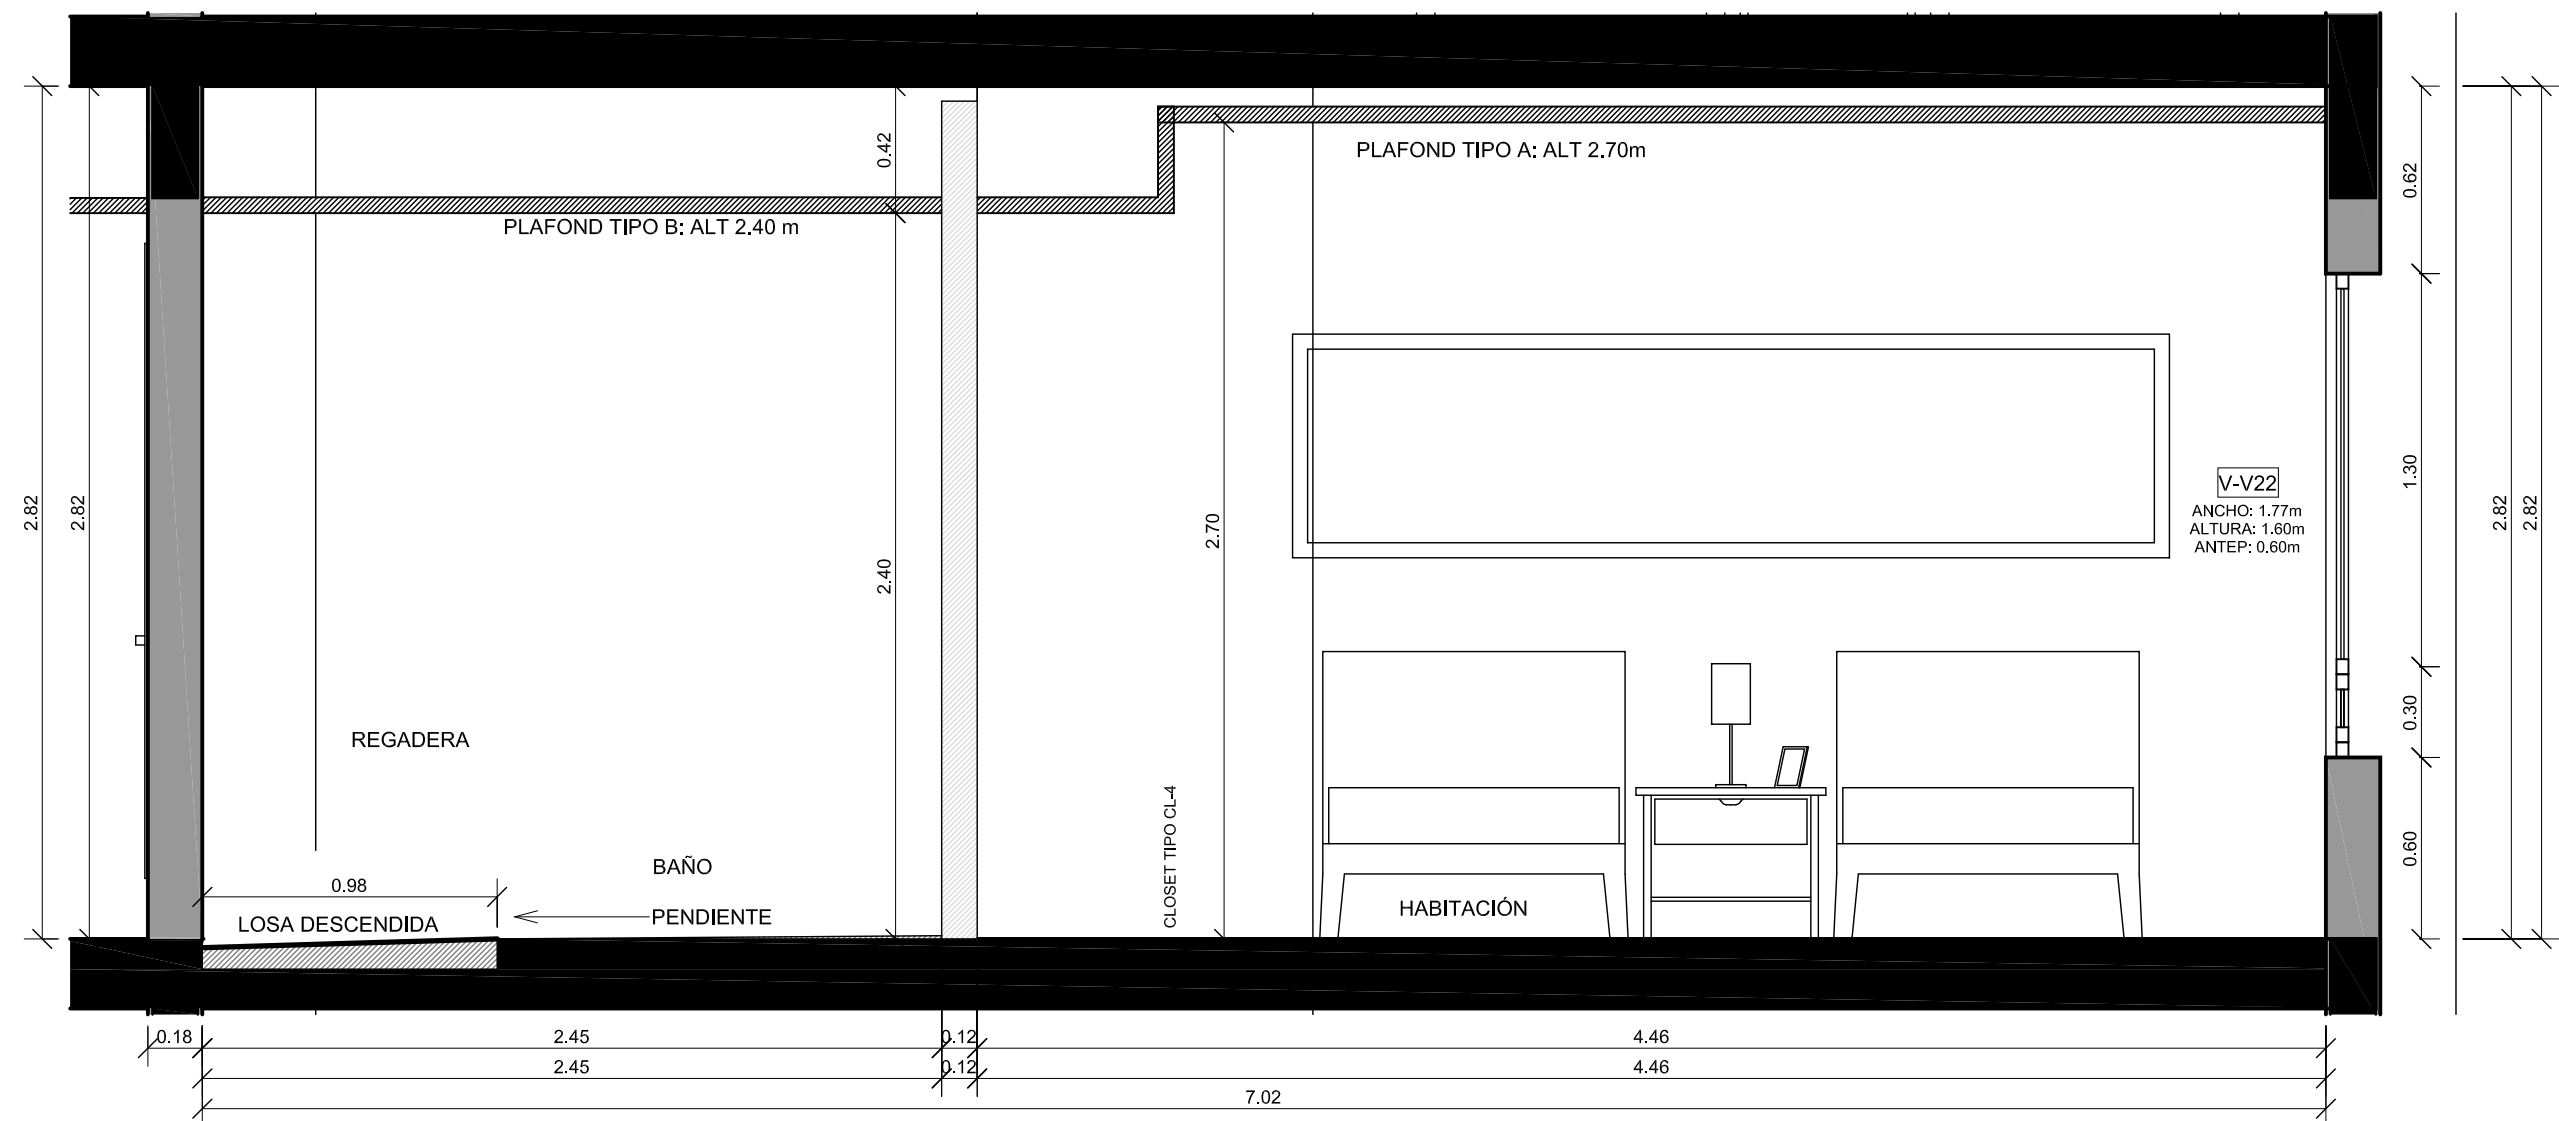 PLAFOND TIPO A: ALT 2.70m
0.42
0.62
PLAFOND TIPO B: ALT 2.40 m
2.82
2.82
2.40
2.70
V-V22
ANCHO: 1.77m
ALTURA: 1.60m
ANTEP: 0.60m
1.30
2.82
2.82
REGADERA
0.30
BAÑO
0.98
CLOSET TIPO CL-4
0.60
LOSA DESCENDIDA
PENDIENTE
HABITACIÓN
0.18
2.45
0.12
4.46
2.45
0.12
4.46
7.02